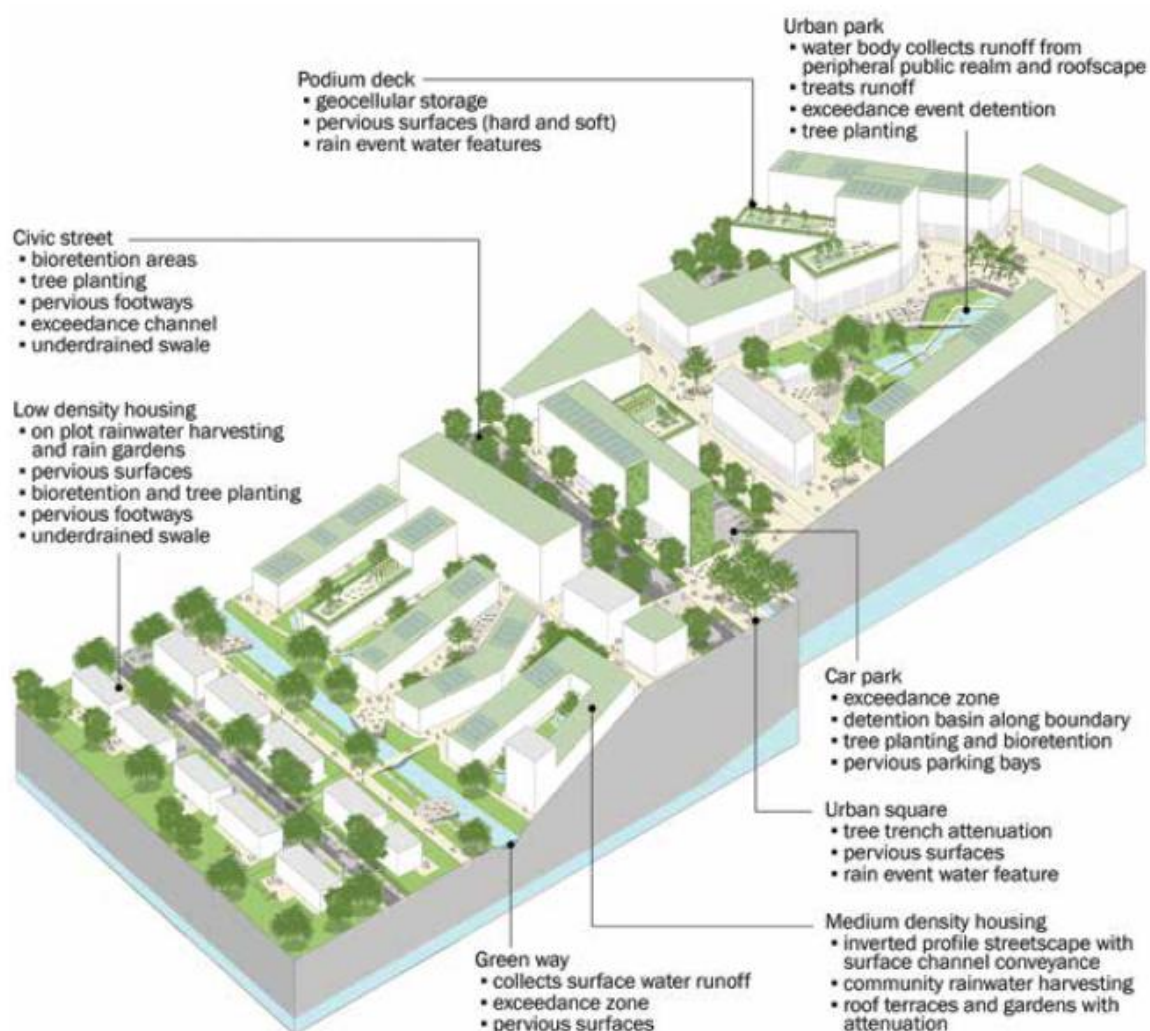 Urban park
▪ water body collects runoff from
peripheral public realm and roofscape
▪ treats runoff
▪ exceedance event detention
▪ tree planting
Podium deck
▪ geocellular storage
▪ pervious surfaces (hard and soft)
▪ rain event water features
Civic street
▪ bioretention areas
▪ tree planting
▪ pervious footways
▪ exceedance channel
▪ underdrained swale
Low density housing
▪ on plot rainwater harvesting
and rain gardens
▪ pervious surfaces
▪ bioretention and tree planting
▪ pervious footways
▪ underdrained swale
Car park
▪ exceedance zone
▪ detention basin along boundary
▪ tree planting and bioretention
▪ pervious parking bays
Urban square
▪ tree trench attenuation
▪ pervious surfaces
▪ rain event water feature
Medium density housing
▪ inverted profile streetscape with
surface channel conveyance
▪ community rainwater harvesting
▪ roof terraces and gardens with
attenuation
Green way
▪ collects surface water runoff
▪ exceedance zone
▪ pervious surfaces